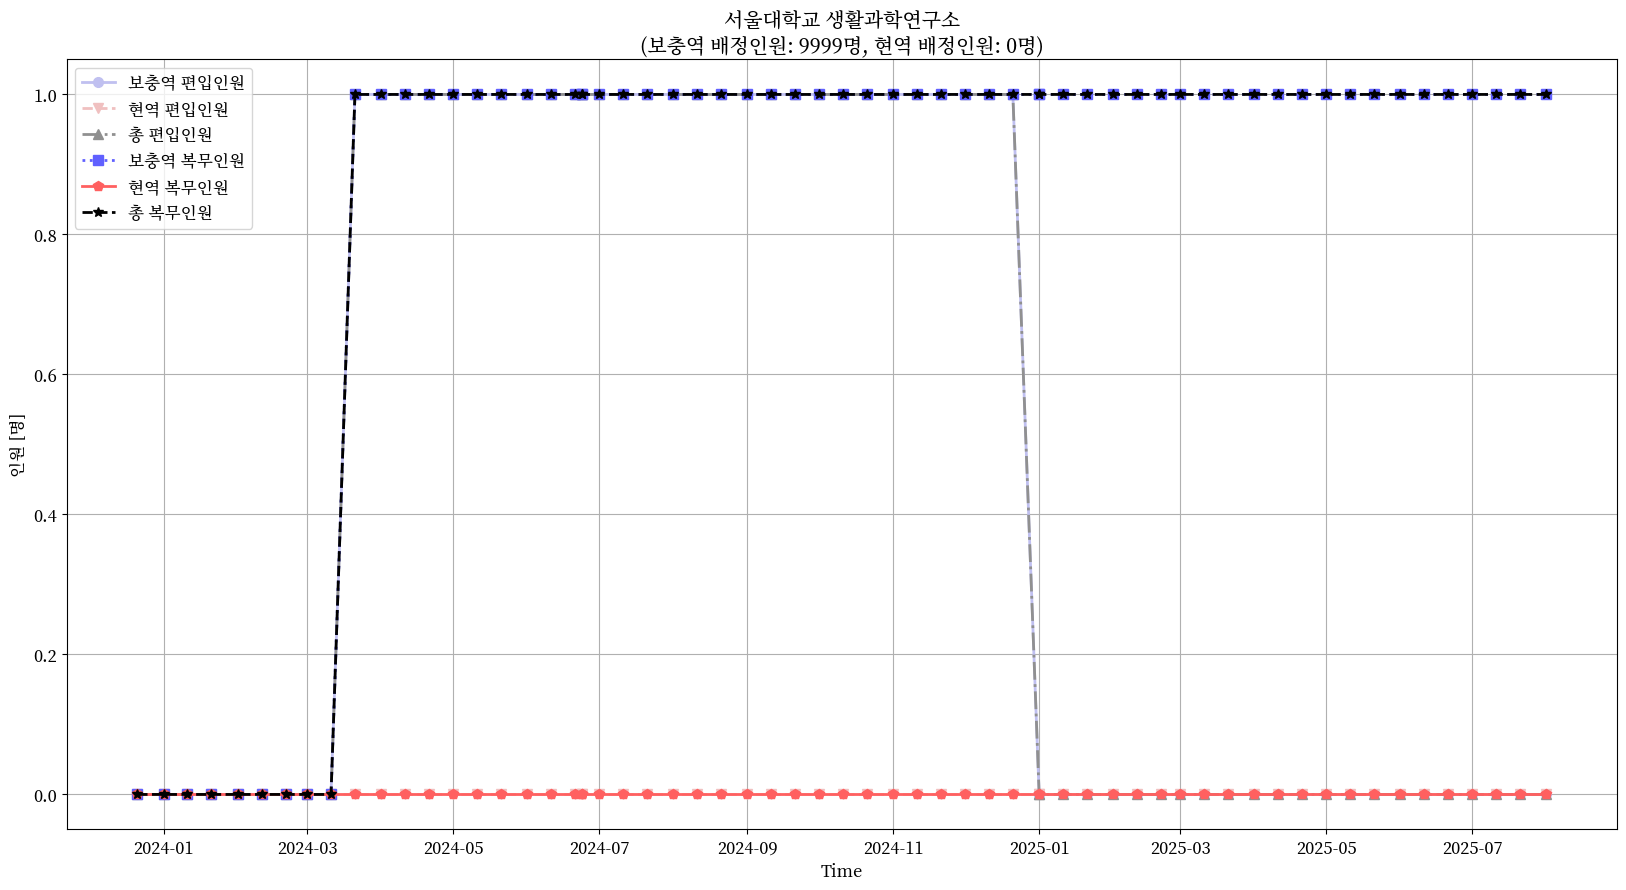 서울대학교 생활과학연구소
(보충역 배정인원: 9999명, 현역 배정인원: 0명)
보충역 편입인원
현역 편입인원
총 편입인원
보충역 복무인원
현역 복무인원
총 복무인원
1.0
0.8
0.6
0.4
0.2
0.0
인원 [명]
2024-01
2024-03
2024-05
2024-07
2024-09
2024-11
2025-01
2025-03
2025-05
2025-07
Time